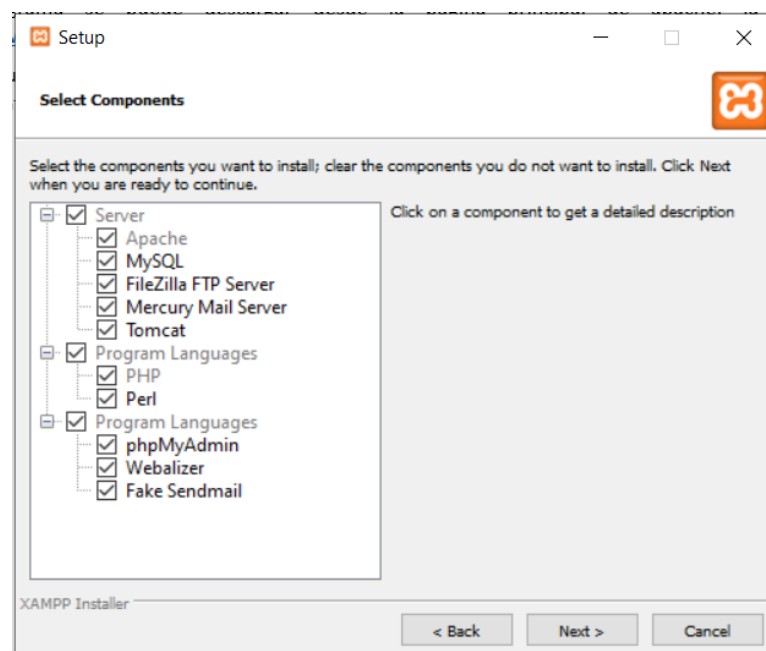 Setup
Select Components
Select the components you want to install; clear the components you do not want to install. Click Next
when you are ready to continue.
Server
Apache
MySQL
FileZilla FTP Server
Mercury Mail Server
Tomcat
Program Languages
PHP
Perl
Program Languages
phpMyAdmin
Webalizer
Fake Sendmail
Click on a component to get a detailed description
XAMPP Installer
< Back
Next >
Cancel